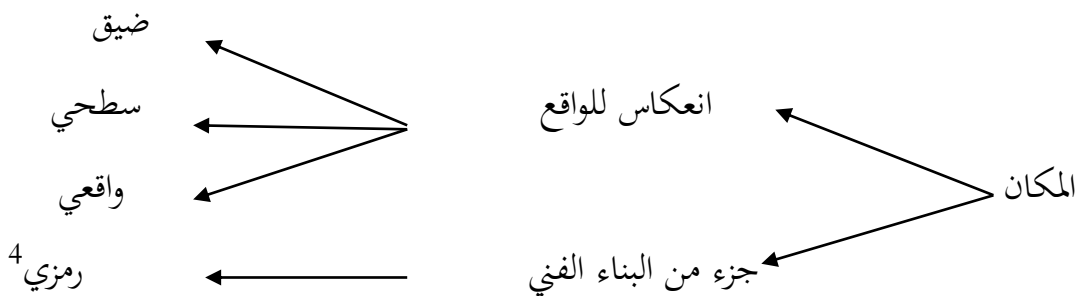 ضيق
انعكاس للواقع سطحي
المكان واقعي
جزء من البناء الفني رمزي4